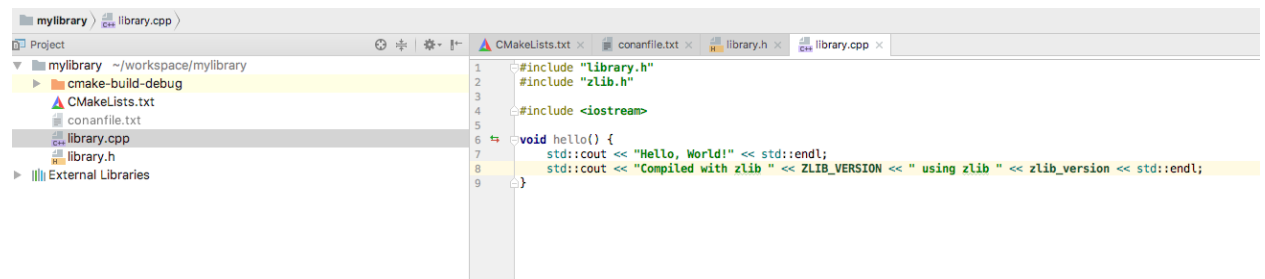 mylibrary library.cpp
Project
CMakeLists.txt conanfile.txt library.h library.cpp
mylibrary ~/workspace/mylibrary
cmake-build-debug
CMakeLists.txt
conanfile.txt
library.cpp
library.h
External Libraries
1 #include "library.h"
2 #include "zlib.h"
3
4 #include <iostream>
5
6 void hello() {
7 std::cout << "Hello, World!" << std::endl;
8 std::cout << "Compiled with zlib " << ZLIB_VERSION << " using zlib " << zlib_version << std::endl;
9 }